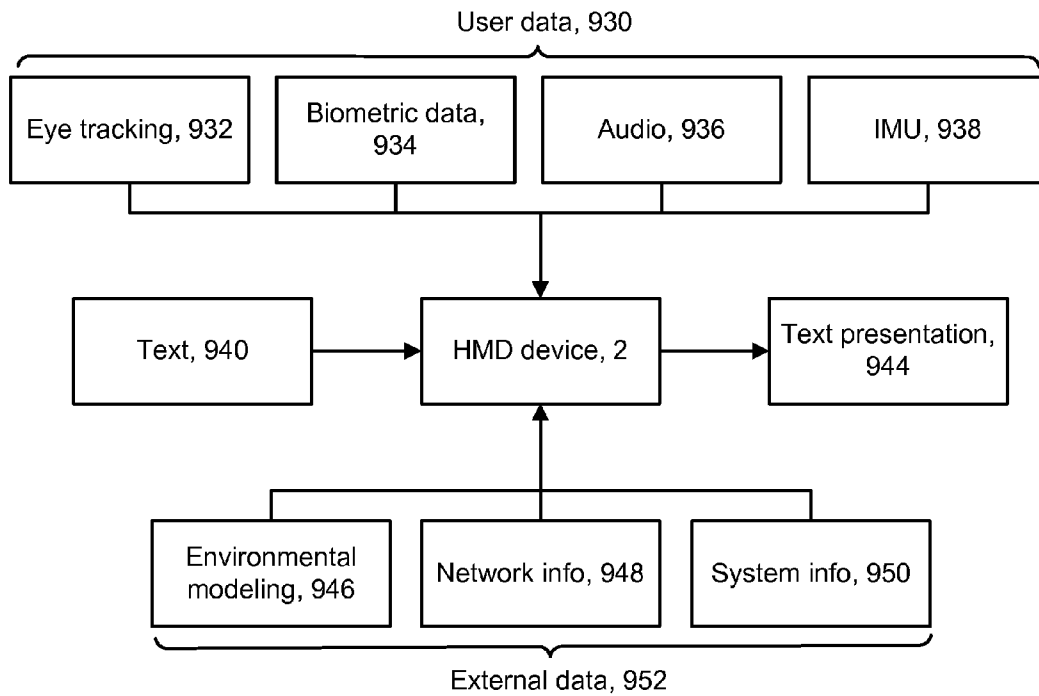 User data, 930
Eye tracking, 932
Biometric data,
934
Audio, 936
IMU, 938
Text, 940
HMD device, 2
Text presentation,
944
Environmental
modeling, 946
Network info, 948
System info, 950
External data, 952